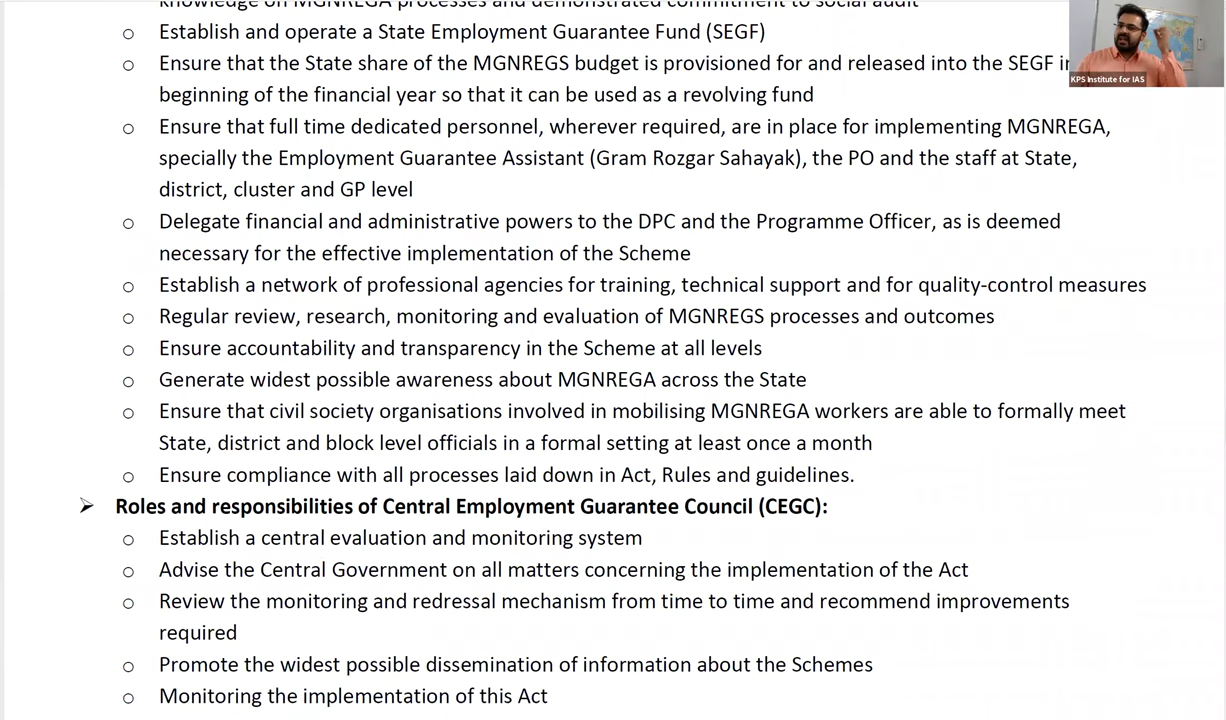 knowledge on MGNREGA processes and demonstrated commitment to social audit
o Establish and operate a State Employment Guarantee Fund (SEGF)
o Ensure that the State share of the MGNREGS budget is provisioned for and released into the SEGF in
beginning of the financial year so that it can be used as a revolving fund
o Ensure that full time dedicated personnel, wherever required, are in place for implementing MGNREGA,
specially the Employment Guarantee Assistant (Gram Rozgar Sahayak), the PO and the staff at State,
district, cluster and GP level
o Delegate financial and administrative powers to the DPC and the Programme Officer, as is deemed
necessary for the effective implementation of the Scheme
o Establish a network of professional agencies for training, technical support and for quality-control measures
o Regular review, research, monitoring and evaluation of MGNREGS processes and outcomes
o Ensure accountability and transparency in the Scheme at all levels
o Generate widest possible awareness about MGNREGA across the State
o Ensure that civil society organisations involved in mobilising MGNREGA workers are able to formally meet
State, district and block level officials in a formal setting at least once a month
o Ensure compliance with all processes laid down in Act, Rules and guidelines.
➢ Roles and responsibilities of Central Employment Guarantee Council (CEGC):
o Establish a central evaluation and monitoring system
o Advise the Central Government on all matters concerning the implementation of the Act
o Review the monitoring and redressal mechanism from time to time and recommend improvements
required
o Promote the widest possible dissemination of information about the Schemes
o Monitoring the implementation of this Act
KPS Institute for IAS